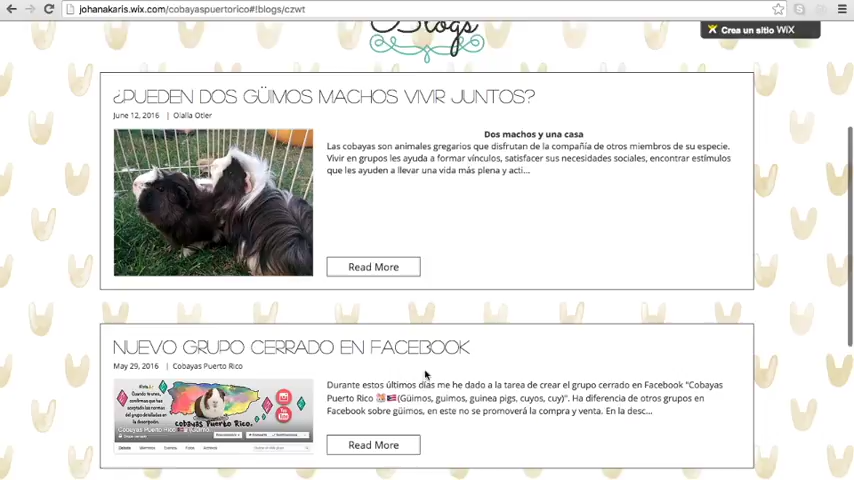 johanakaris.wix.com/cobayaspuertorico#!blogs/czwt
Blogs
Crea un sitio WiX
¿PUEDEN DOS GÜIMOS MACHOS VIVIR JUNTOS?
June 12, 2016 | Olalla Otler
Dos machos y una casa
Las cobayas son animales gregarios que disfrutan de la compañía de otros miembros de su especie.
Vivir en grupos les ayuda a formar vínculos, satisfacer sus necesidades sociales, encontrar estímulos
que les ayuden a llevar una vida más plena y acti...
Read More
NUEVO GRUPO CERRADO EN FACEBOOK
May 29, 2016 | Cobayas Puerto Rico
Durante estos últimos días me he dado a la tarea de crear el grupo cerrado en Facebook "Cobayas
Puerto Rico 🐹🇵🇷(Güimos, guimos, guinea pigs, cuyos, cuy)". Ha diferencia de otros grupos en
Facebook sobre güimos, en este no se promoverá la compra y venta. En la desc...
cobayas Puerto Rico.
Read More